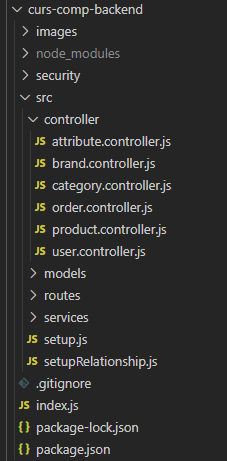 curs-comp-backend
images
node_modules
security
src
controller
JS attribute.controller.js
JS brand.controller.js
JS category.controller.js
JS order.controller.js
JS product.controller.js
JS user.controller.js
models
routes
services
JS setup.js
JS setupRelationship.js
.gitignore
JS index.js
{} package-lock.json
{} package.json